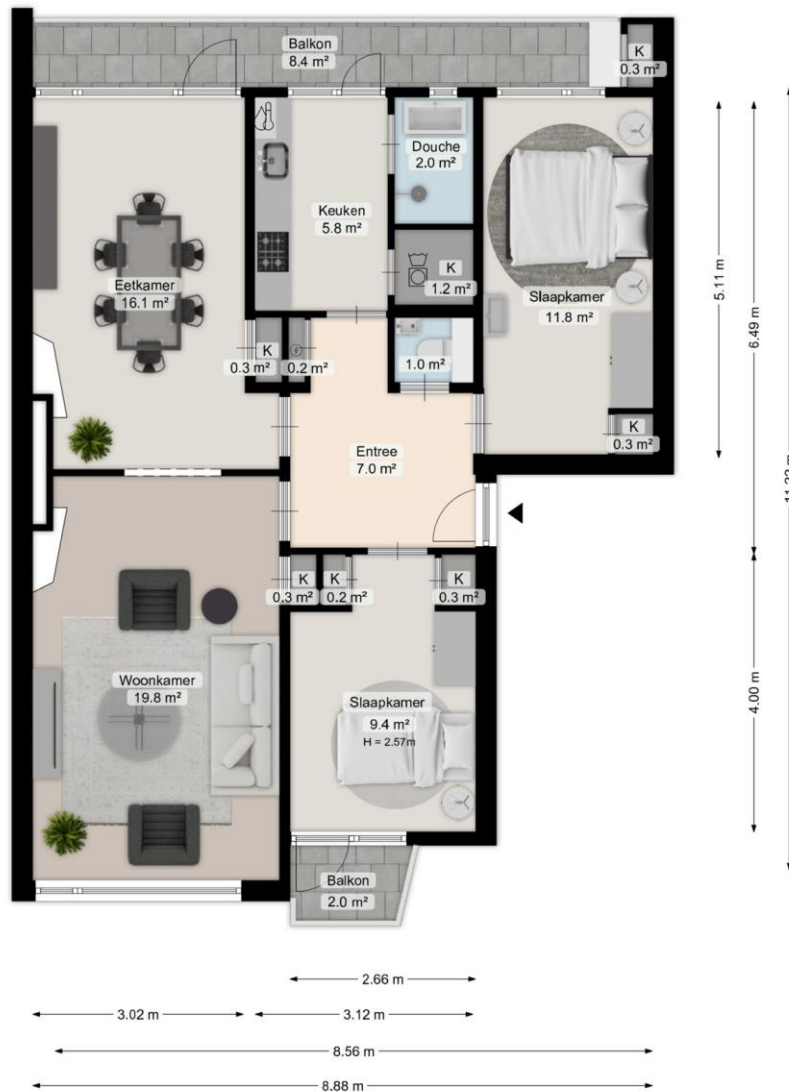 Balkon
8.4 m²
K
0.3 m²
Douche
2.0 m²
Keuken
5.8 m²
K
1.2 m²
Eetkamer
16.1 m²
Slaapkamer
11.8 m²
K
0.3 m²
0.2 m²
1.0 m²
K
0.3 m²
Entree
7.0 m²
K
0.3 m²
K
0.2 m²
K
0.3 m²
Woonkamer
19.8 m²
Slaapkamer
9.4 m²
H = 2.57m
Balkon
2.0 m²
5.11 m
6.49 m
4.00 m
2.66 m
3.02 m
3.12 m
8.56 m
8.88 m